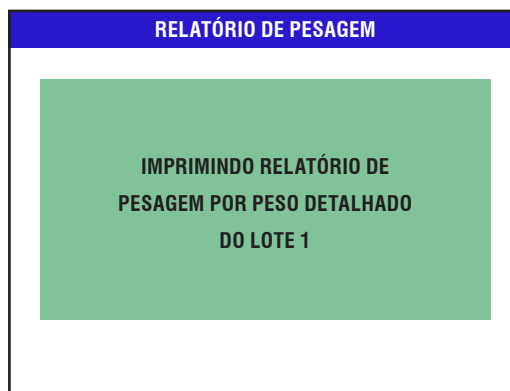 RELATÓRIO DE PESAGEM
IMPRIMINDO RELATÓRIO DE
PESAGEM POR PESO DETALHADO
DO LOTE 1